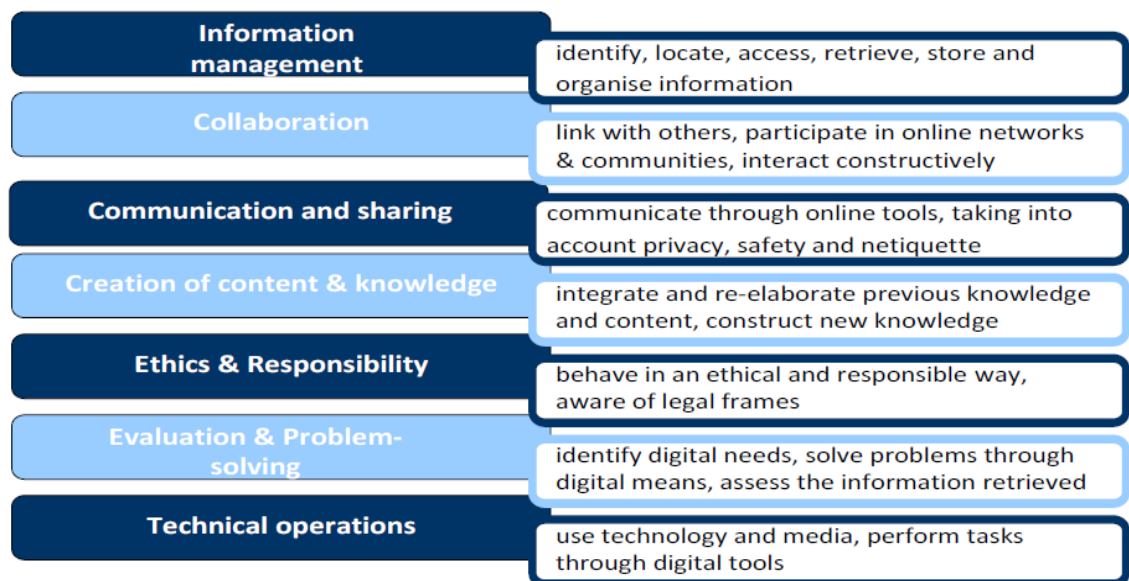 Information
management
identify, locate, access, retrieve, store and
organise information
Collaboration
link with others, participate in online networks
& communities, interact constructively
Communication and sharing
communicate through online tools, taking into
account privacy, safety and netiquette
Creation of content & knowledge
integrate and re-elaborate previous knowledge
and content, construct new knowledge
Ethics & Responsibility
behave in an ethical and responsible way,
aware of legal frames
Evaluation & Problem-
solving
identify digital needs, solve problems through
digital means, assess the information retrieved
Technical operations
use technology and media, perform tasks
through digital tools